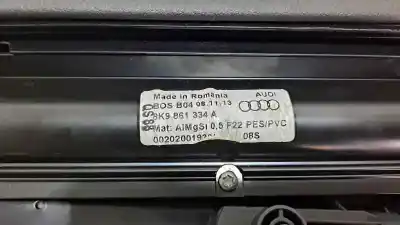 Made in Romania AUDI
BOS B04 08.11.13
8K9 861 334 A
Mat: AlMgSi 0,5 F22 PES/PVC
08S